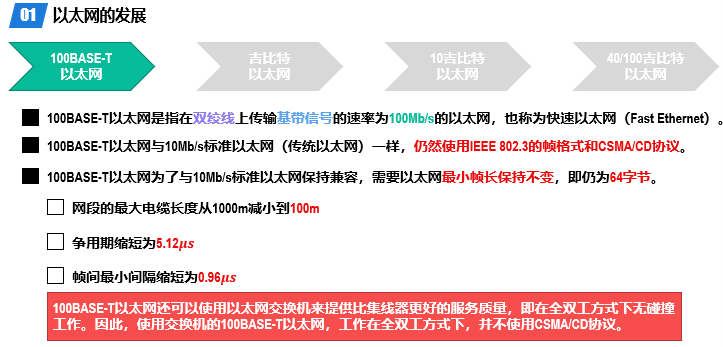 01 以太网的发展
100BASE-T
以太网
吉比特
以太网
10吉比特
以太网
40/100吉比特
以太网
100BASE-T以太网是指在双绞线上传输基带信号的速率为100Mb/s的以太网，也称为快速以太网（Fast Ethernet）。
100BASE-T以太网与10Mb/s标准以太网（传统以太网）一样，仍然使用IEEE 802.3的帧格式和CSMA/CD协议。
100BASE-T以太网为了与10Mb/s标准以太网保持兼容，需要以太网最小帧长保持不变，即仍为64字节。
网段的最大电缆长度从1000m减小到100m
争用期缩短为5.12μs
帧间最小间隔缩短为0.96μs
100BASE-T以太网还可以使用以太网交换机来提供比集线器更好的服务质量，即在全双工方式下无碰撞
工作。因此，使用交换机的100BASE-T以太网，工作在全双工方式下，并不使用CSMA/CD协议。